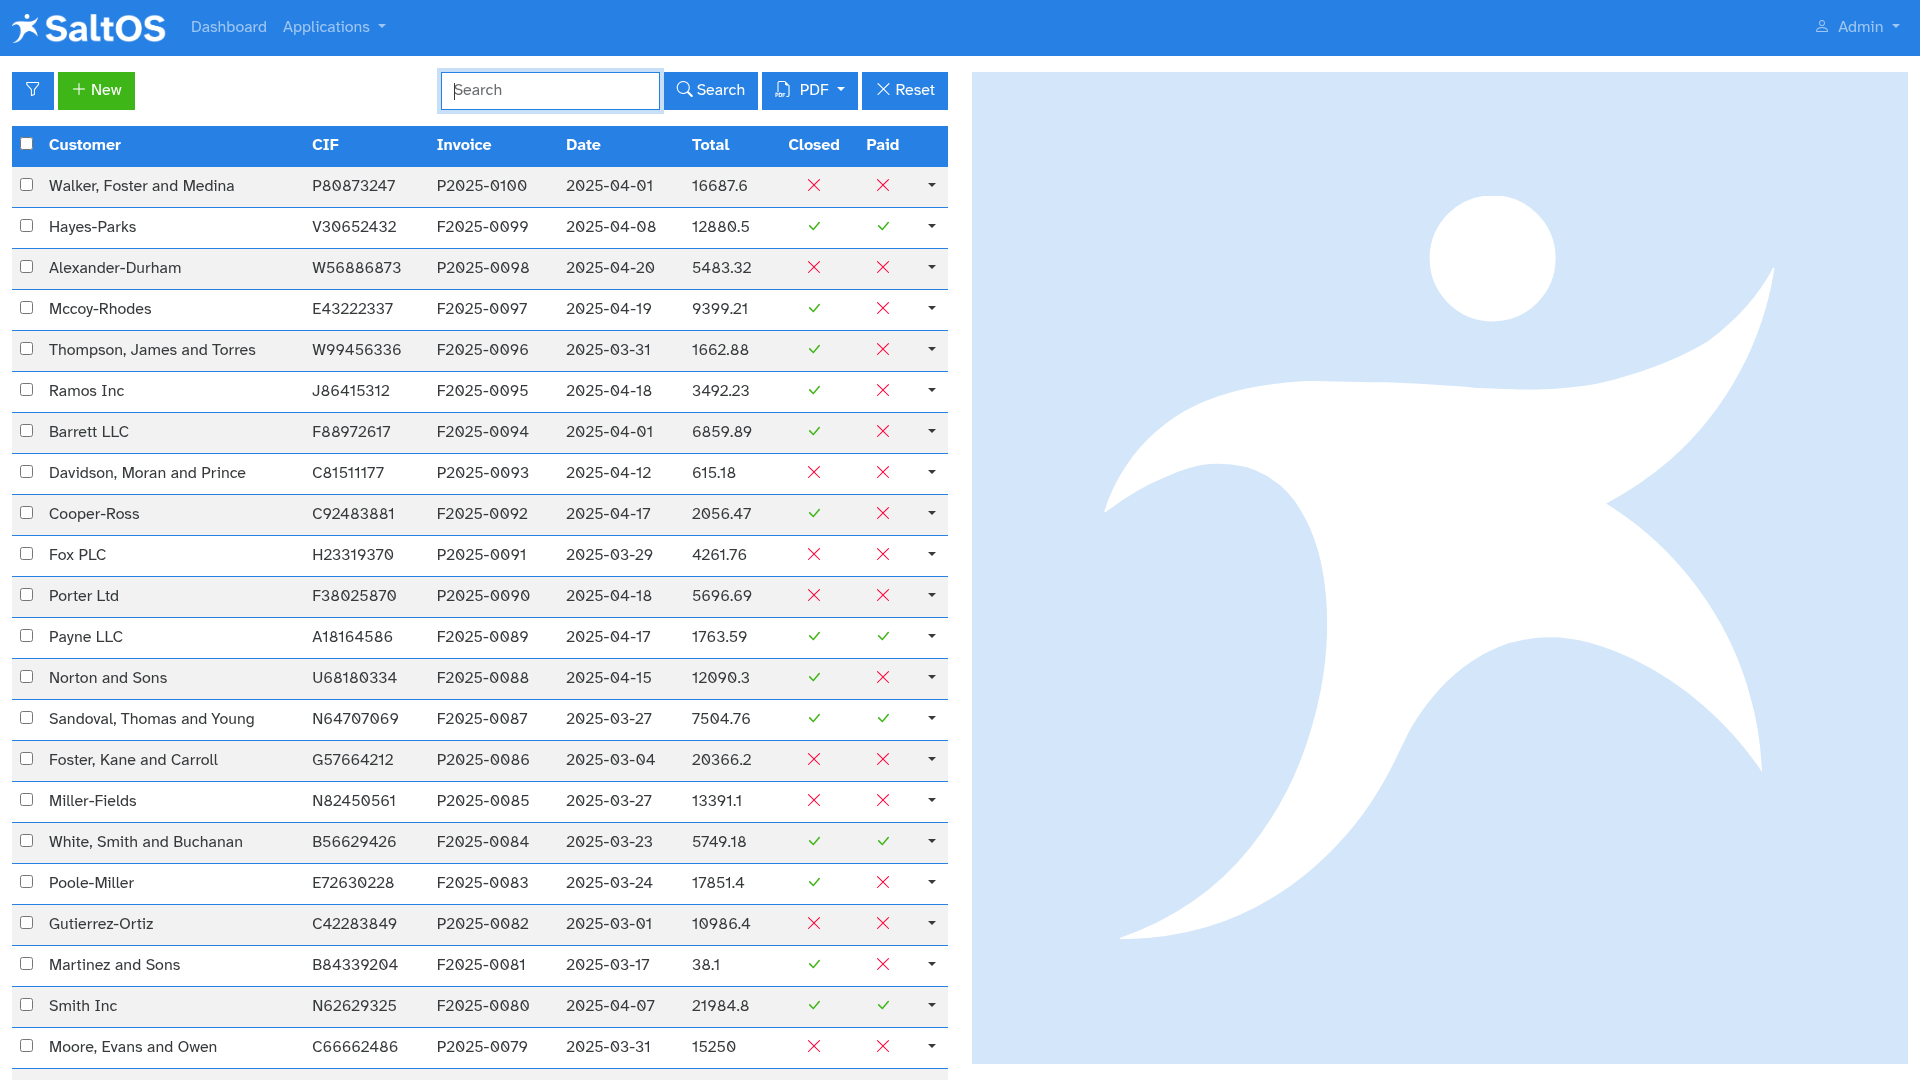 SaltOS Dashboard Applications Admin
New Search Search PDF Reset
Customer CIF Invoice Date Total Closed Paid
Walker, Foster and Medina P80873247 P2025-0100 2025-04-01 16687.6
Hayes-Parks V30652432 F2025-0099 2025-04-08 12880.5
Alexander-Durham W56886873 P2025-0098 2025-04-20 5483.32
Mccoy-Rhodes E43222337 F2025-0097 2025-04-19 9399.21
Thompson, James and Torres W99456336 F2025-0096 2025-03-31 1662.88
Ramos Inc J86415312 F2025-0095 2025-04-18 3492.23
Barrett LLC F88972617 F2025-0094 2025-04-01 6859.89
Davidson, Moran and Prince C81511177 P2025-0093 2025-04-12 615.18
Cooper-Ross C92483881 F2025-0092 2025-04-17 2056.47
Fox PLC H23319370 P2025-0091 2025-03-29 4261.76
Porter Ltd F38025870 P2025-0090 2025-04-18 5696.69
Payne LLC A18164586 F2025-0089 2025-04-17 1763.59
Norton and Sons U68180334 F2025-0088 2025-04-15 12090.3
Sandoval, Thomas and Young N64707069 F2025-0087 2025-03-27 7504.76
Foster, Kane and Carroll G57664212 P2025-0086 2025-03-04 20366.2
Miller-Fields N82450561 P2025-0085 2025-03-27 13391.1
White, Smith and Buchanan B56629426 F2025-0084 2025-03-23 5749.18
Poole-Miller E72630228 F2025-0083 2025-03-24 17851.4
Gutierrez-Ortiz C42283849 P2025-0082 2025-03-01 10986.4
Martinez and Sons B84339204 F2025-0081 2025-03-17 38.1
Smith Inc N62629325 F2025-0080 2025-04-07 21984.8
Moore, Evans and Owen C66662486 P2025-0079 2025-03-31 15250